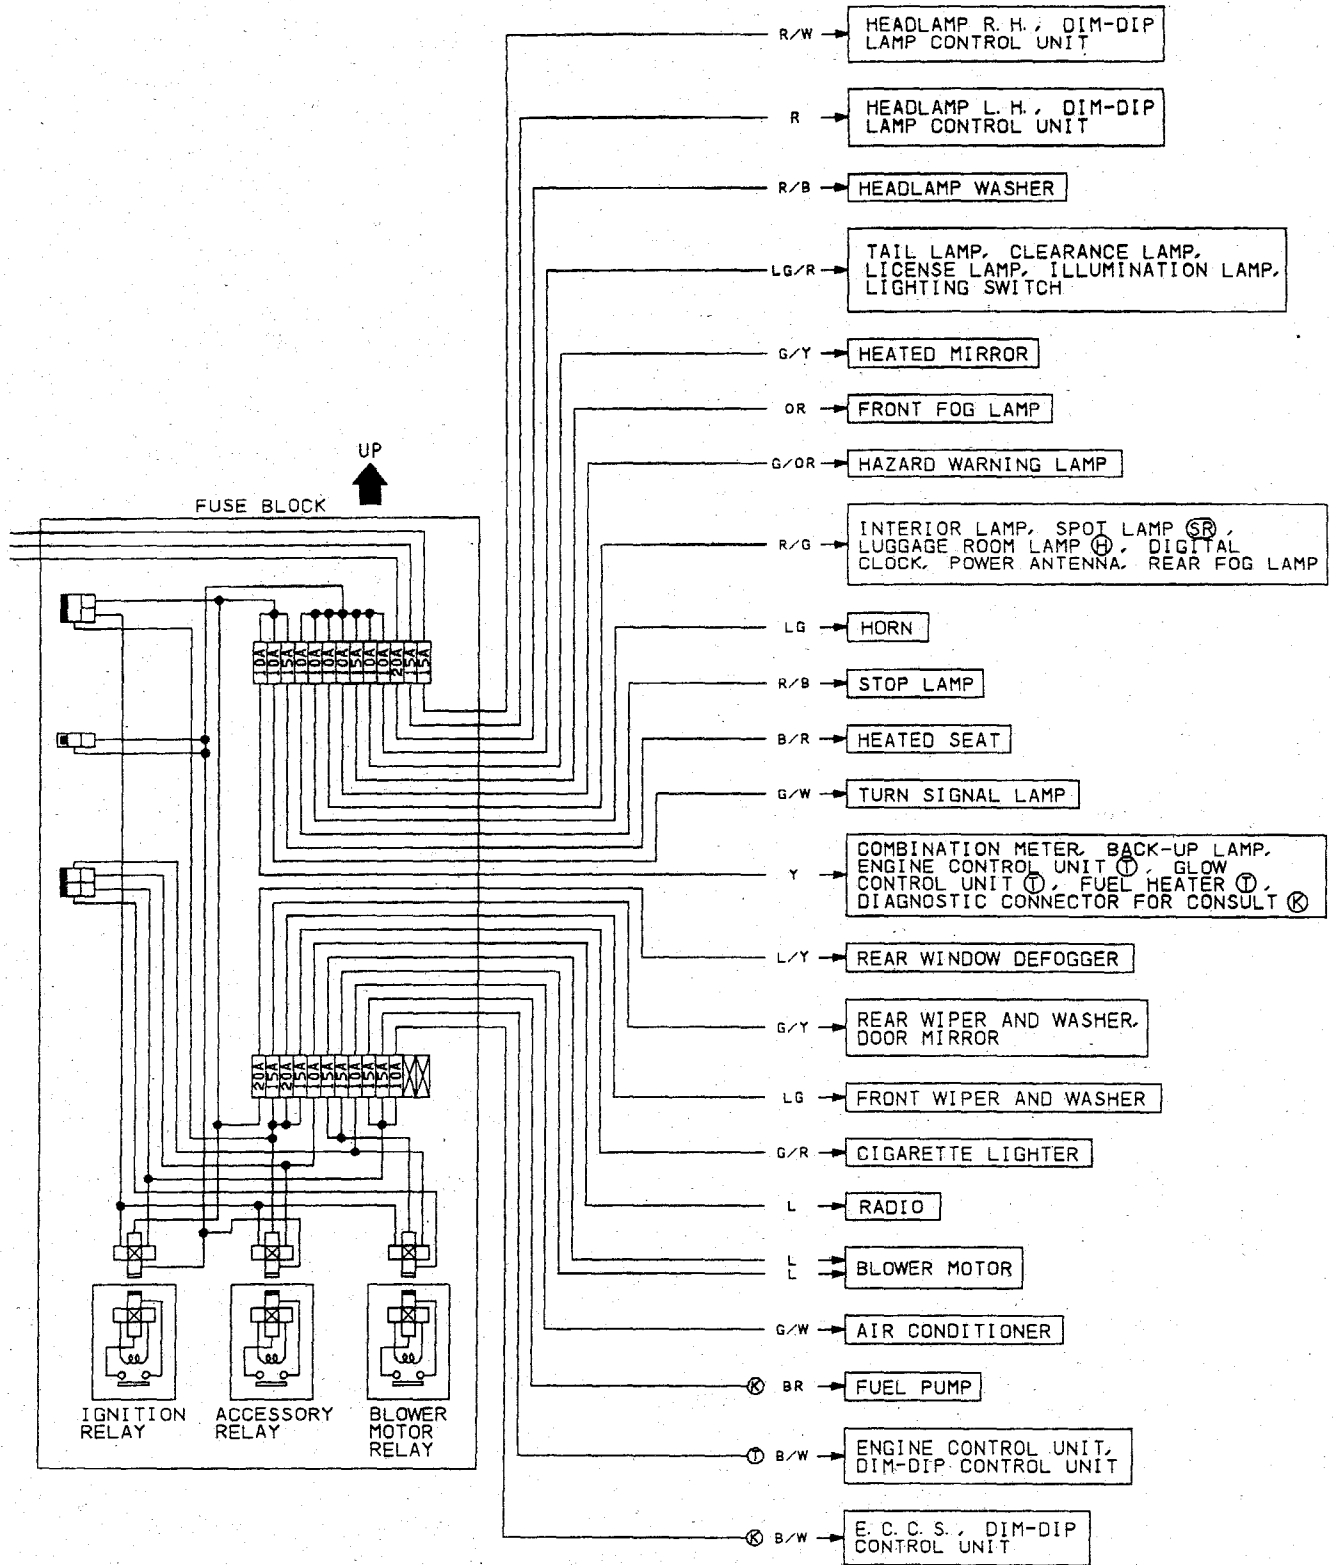 R/W
HEADLAMP R. H., DIM-DIP
LAMP CONTROL UNIT
R
HEADLAMP L. H., DIM-DIP
LAMP CONTROL UNIT
R/B
HEADLAMP WASHER
LG/R
TAIL LAMP, CLEARANCE LAMP,
LICENSE LAMP, ILLUMINATION LAMP,
LIGHTING SWITCH
G/Y
HEATED MIRROR
OR
FRONT FOG LAMP
G/OR
HAZARD WARNING LAMP
UP
FUSE BLOCK
R/G
INTERIOR LAMP, SPOT LAMP (SR),
LUGGAGE ROOM LAMP (H), DIGITAL
CLOCK, POWER ANTENNA, REAR FOG LAMP
LG
HORN
10A 10A 15A 10A 10A 10A 10A 15A 10A 10A 20A 15A 15A
R/B
STOP LAMP
B/R
HEATED SEAT
G/W
TURN SIGNAL LAMP
Y
COMBINATION METER, BACK-UP LAMP,
ENGINE CONTROL UNIT (T), GLOW
CONTROL UNIT (T), FUEL HEATER (T),
DIAGNOSTIC CONNECTOR FOR CONSULT (K)
L/Y
REAR WINDOW DEFOGGER
G/Y
REAR WIPER AND WASHER,
DOOR MIRROR
20A 15A 20A 15A 10A 15A 15A 10A 15A 15A 10A
LG
FRONT WIPER AND WASHER
G/R
CIGARETTE LIGHTER
L
RADIO
L
L
BLOWER MOTOR
G/W
AIR CONDITIONER
(K) BR
FUEL PUMP
IGNITION
RELAY
ACCESSORY
RELAY
BLOWER
MOTOR
RELAY
(T) B/W
ENGINE CONTROL UNIT,
DIM-DIP CONTROL UNIT
(K) B/W
E. C. C. S., DIM-DIP
CONTROL UNIT